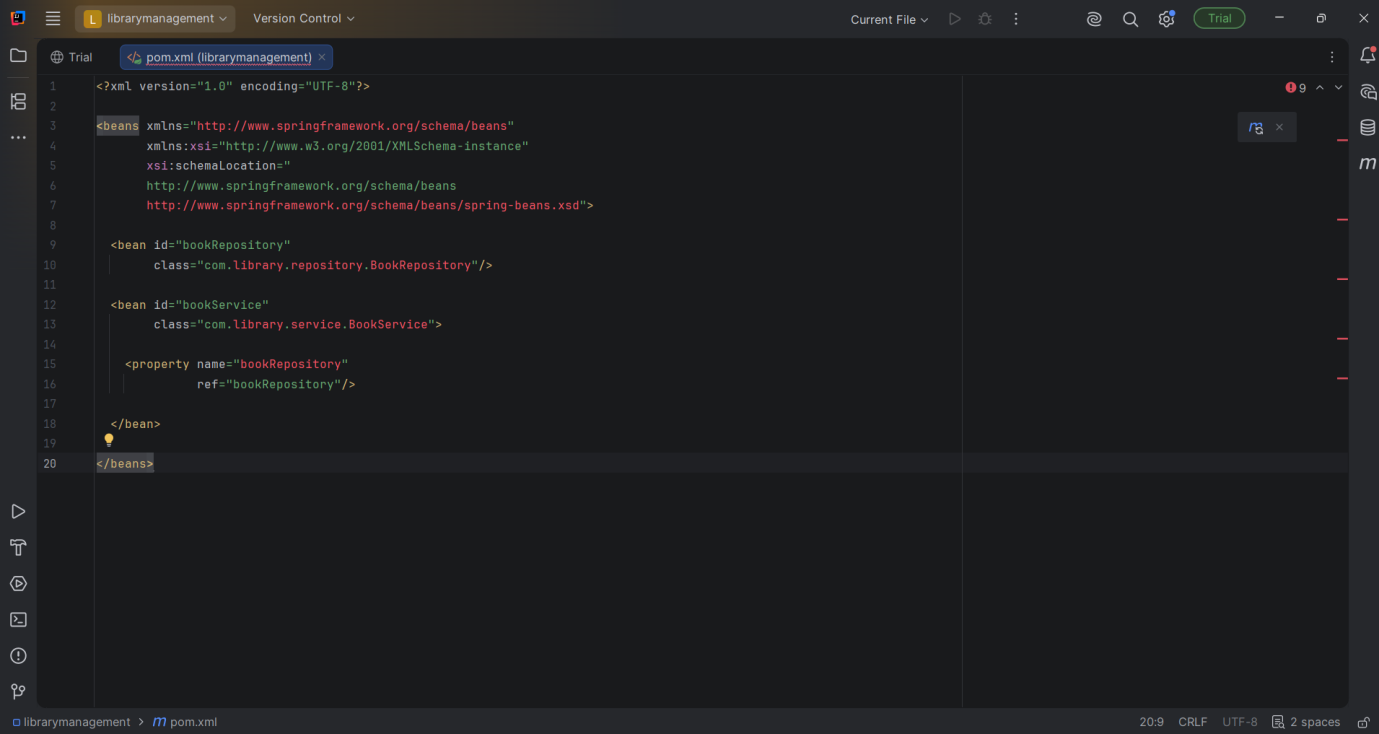 L librarymanagement Version Control Current File Trial
Trial pom.xml (librarymanagement)
1 <?xml version="1.0" encoding="UTF-8"?> 9
2
3 <beans xmlns="http://www.springframework.org/schema/beans" m
4 xmlns:xsi="http://www.w3.org/2001/XMLSchema-instance"
5 xsi:schemaLocation="
6 http://www.springframework.org/schema/beans
7 http://www.springframework.org/schema/beans/spring-beans.xsd">
8
9 <bean id="bookRepository"
10 class="com.library.repository.BookRepository"/>
11
12 <bean id="bookService"
13 class="com.library.service.BookService">
14
15 <property name="bookRepository"
16 ref="bookRepository"/>
17
18 </bean>
19
20 </beans>
m
librarymanagement > m pom.xml 20:9 CRLF UTF-8 2 spaces